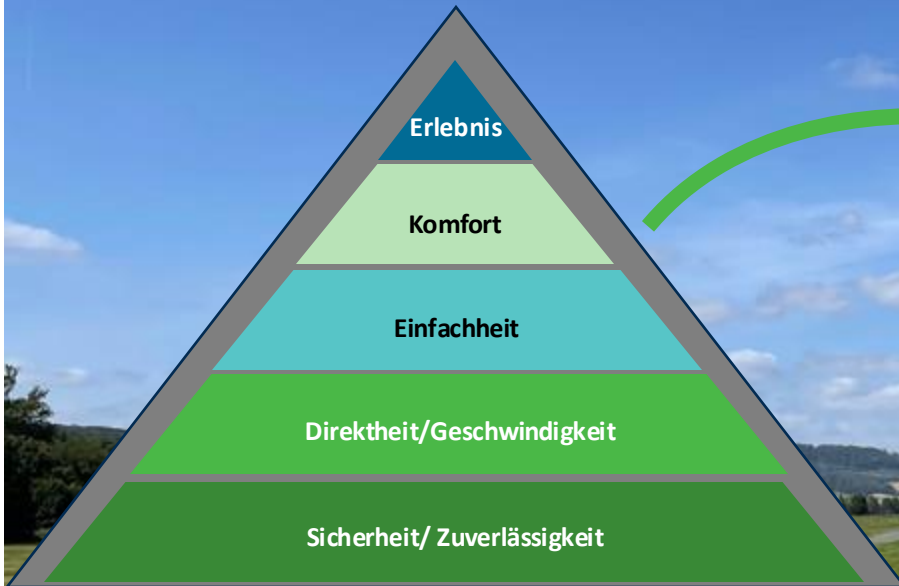 Erlebnis
Komfort
Einfachheit
Direktheit/Geschwindigkeit
Sicherheit/ Zuverlässigkeit